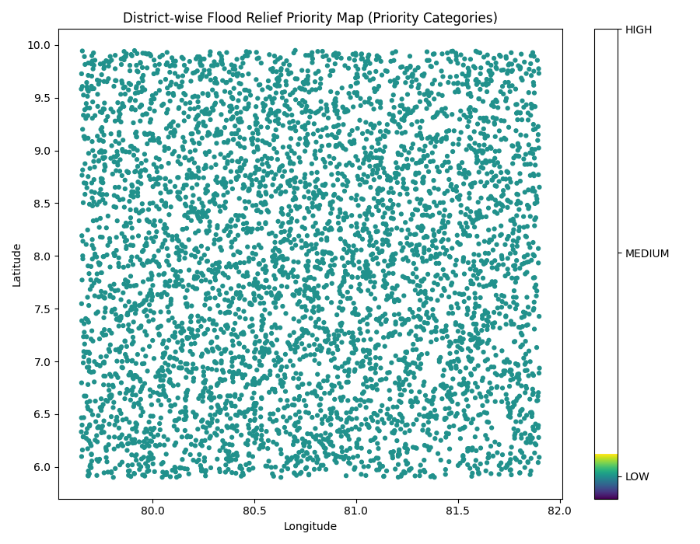 District-wise Flood Relief Priority Map (Priority Categories)
HIGH
10.0
9.5
9.0
8.5
MEDIUM
8.0
Latitude
7.5
7.0
6.5
LOW
6.0
80.0 80.5 81.0 81.5 82.0
Longitude